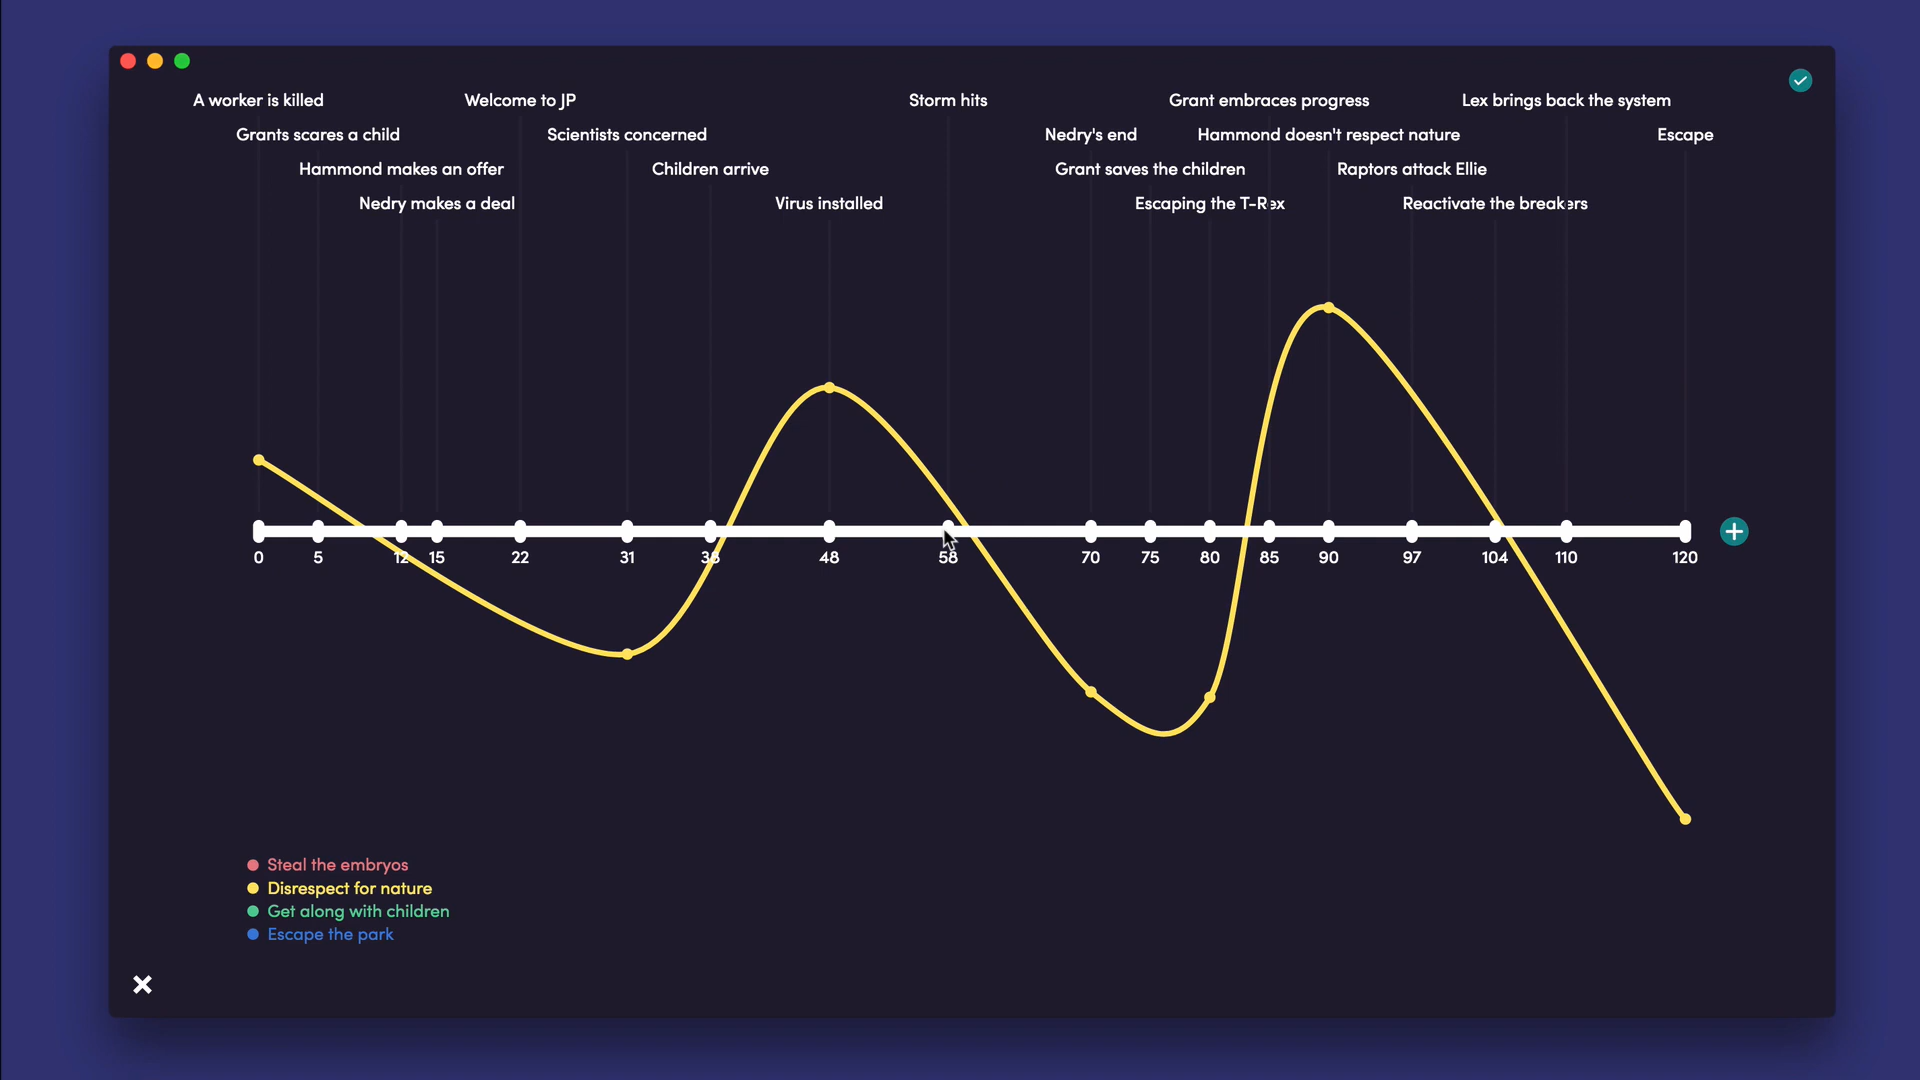 A worker is killed
Welcome to JP
Storm hits
Grant embraces progress
Lex brings back the system
Grants scares a child
Scientists concerned
Nedry's end
Hammond doesn't respect nature
Escape
Hammond makes an offer
Children arrive
Grant saves the children
Raptors attack Ellie
Nedry makes a deal
Virus installed
Escaping the T-Rex
Reactivate the breakers
0 5 12 15 22 31 36 48 58 70 75 80 85 90 97 104 110 120
Steal the embryos
Disrespect for nature
Get along with children
Escape the park